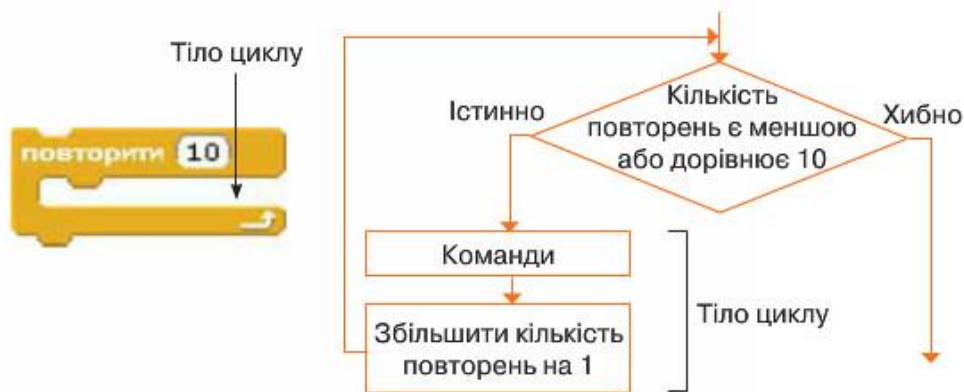 Тіло циклу
повторити 10
Істинно
Кількість
повторень є меншою
або дорівнює 10
Хибно
Команди
Збільшити кількість
повторень на 1
Тіло циклу